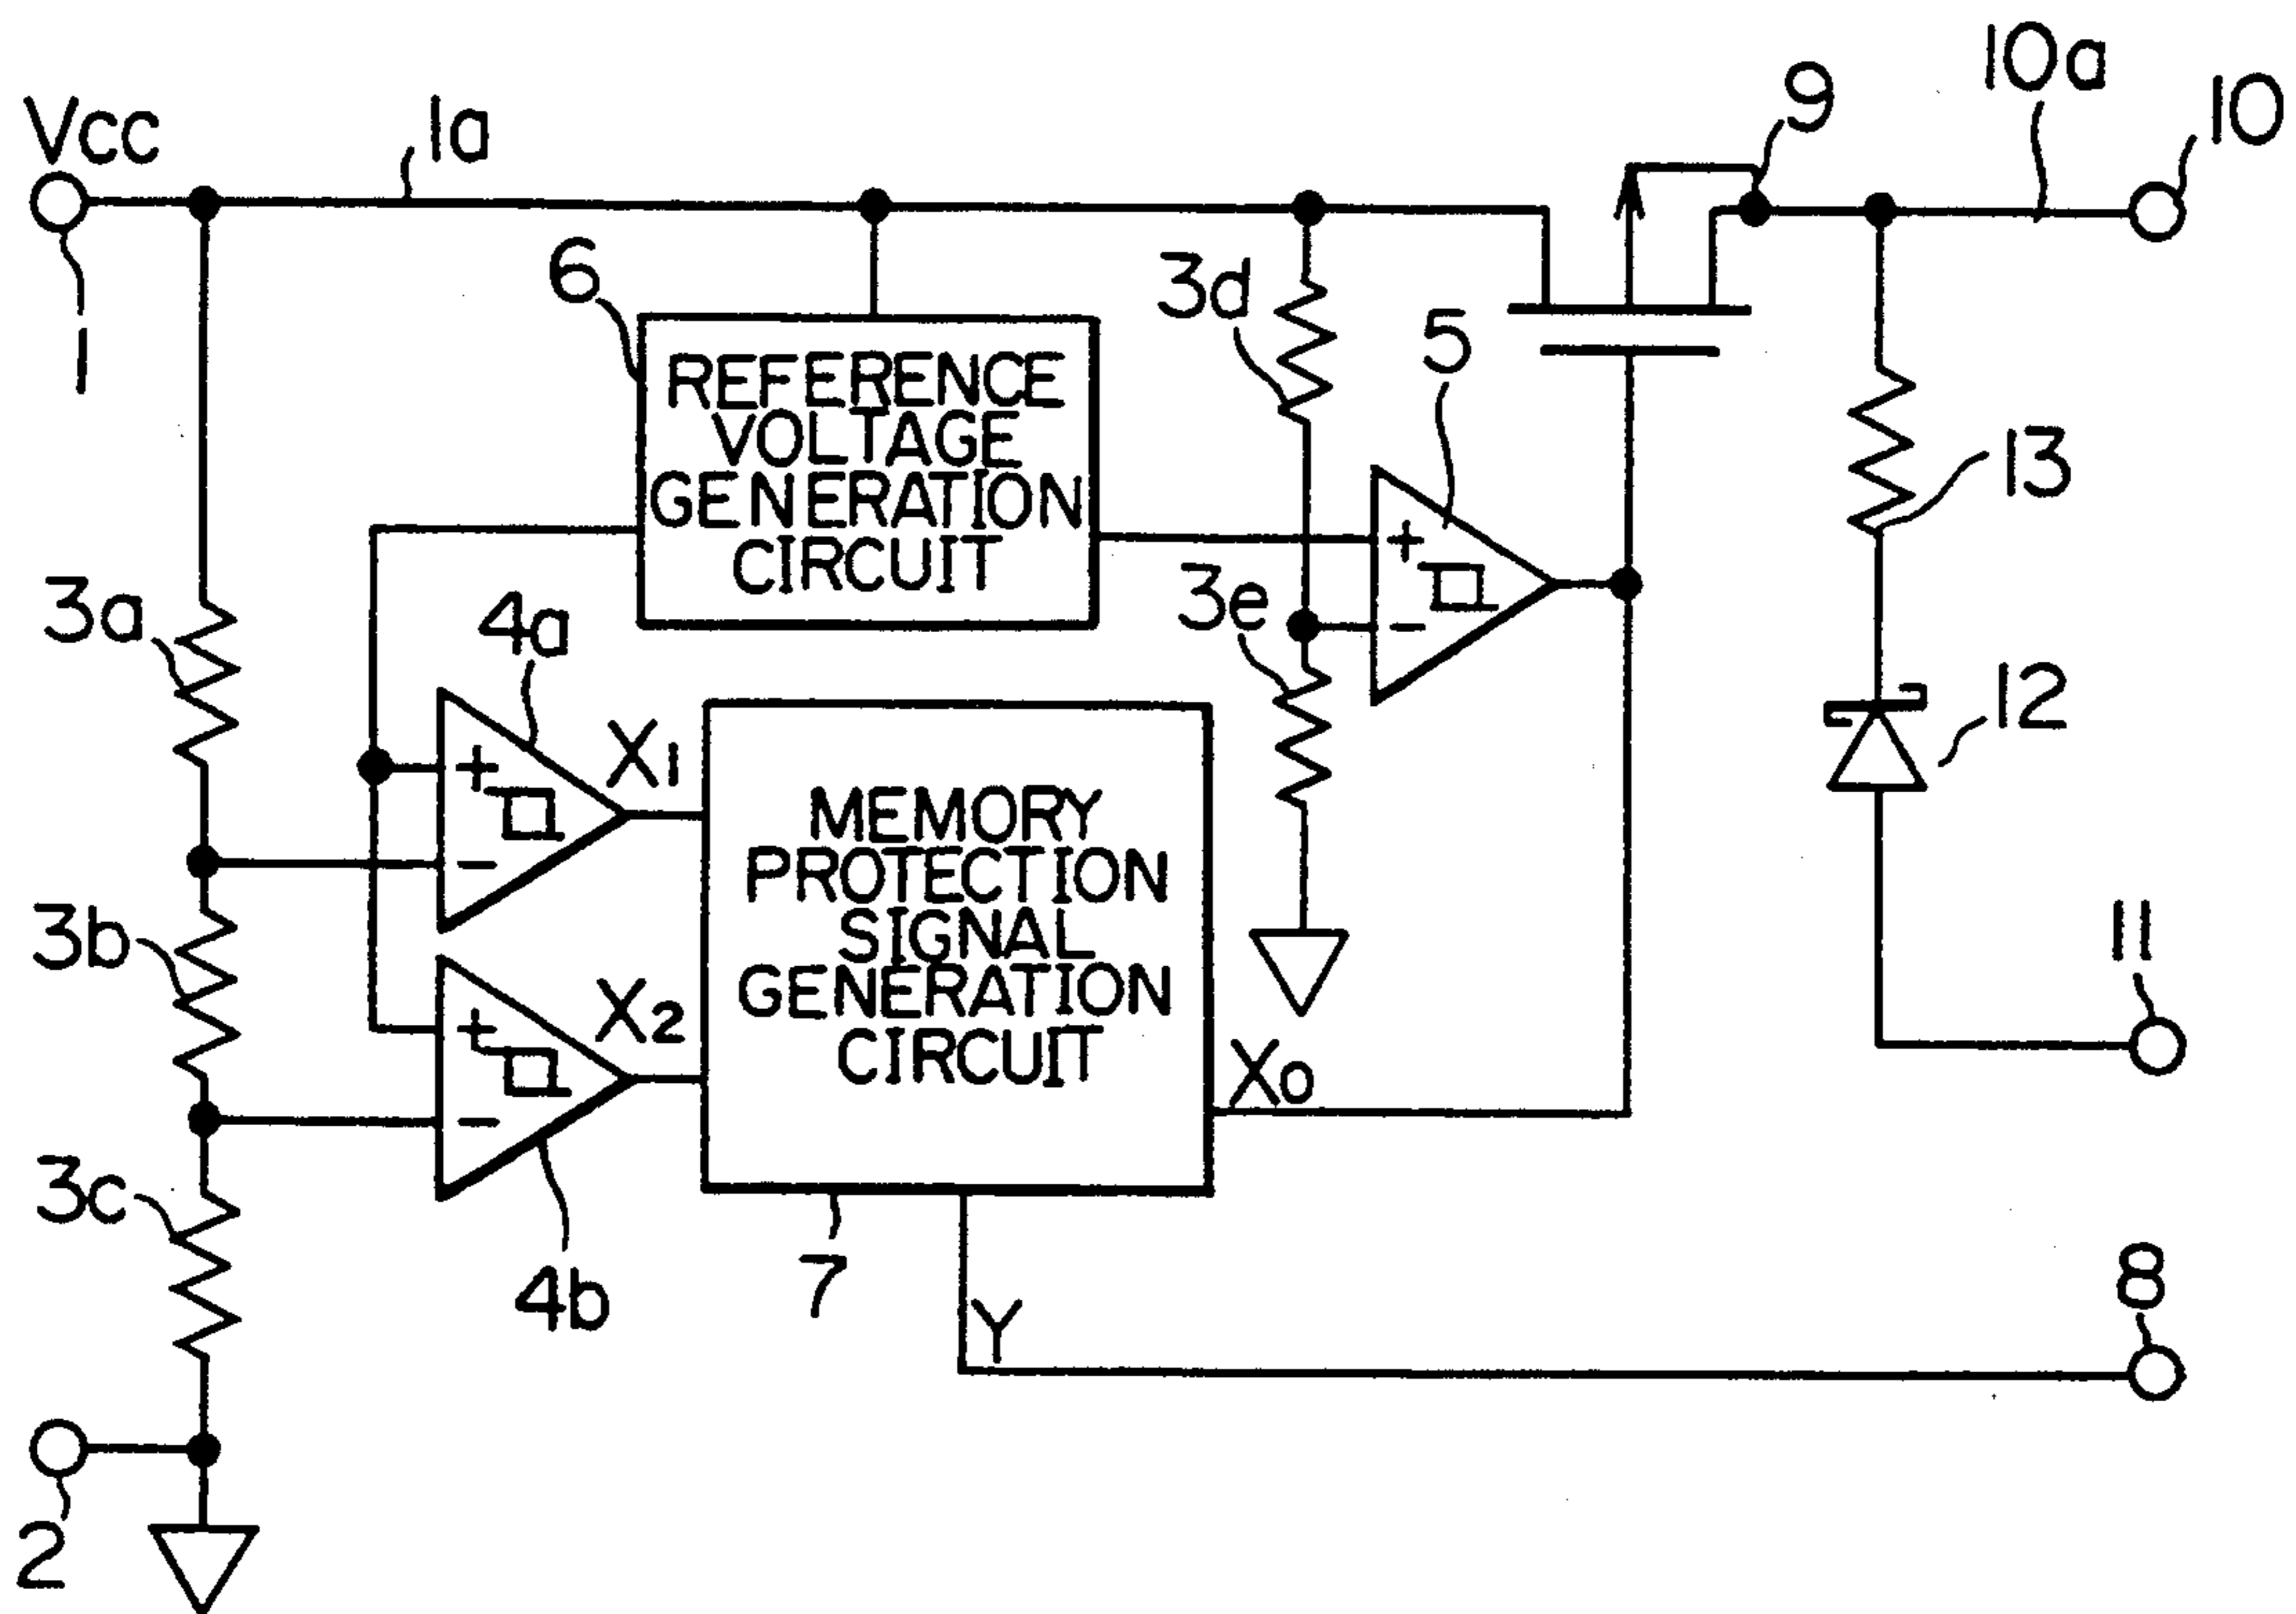 Vcc
1a
9
10a
10
1
6
REFERENCE
VOLTAGE
GENERATION
CIRCUIT
3d
5
+
−
13
3a
4a
3e
12
X1
+
−
MEMORY
PROTECTION
SIGNAL
GENERATION
CIRCUIT
3b
11
X2
+
−
X0
3c
4b
7
8
Y
2